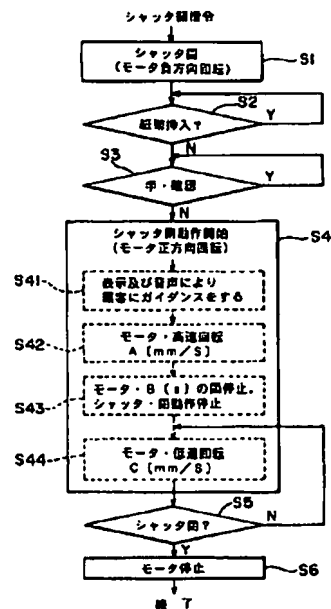 シャッタ開指令
シャッタ開
(モータ負方向回転)
S1
S2
紙幣挿入?
Y
N
S3
手・確認
Y
N
シャッタ閉動作開始
(モータ正方向回転)
S4
S41
表示及び音声により
顧客にガイダンスをする
S42
モータ・高速回転
A (mm/S)
S43
モータ・B (s) の間停止。
シャッタ・閉動作停止
S44
モータ・低速回転
C (mm/S)
S5
シャッタ閉?
N
Y
モータ停止
S6
終 了